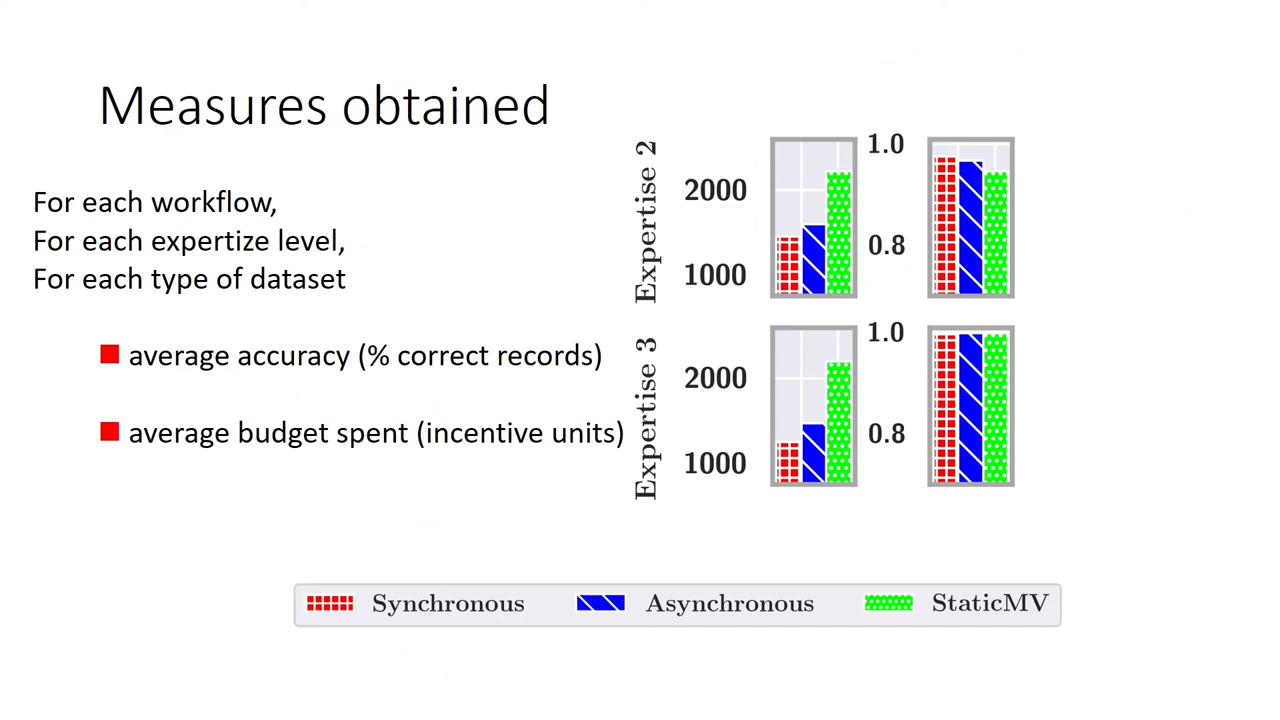 Measures obtained
For each workflow,
For each expertize level,
For each type of dataset
■ average accuracy (% correct records)
■ average budget spent (incentive units)
Expertise 2
2000
1000
1.0
0.8
Expertise 3
2000
1000
1.0
0.8
Synchronous Asynchronous StaticMV